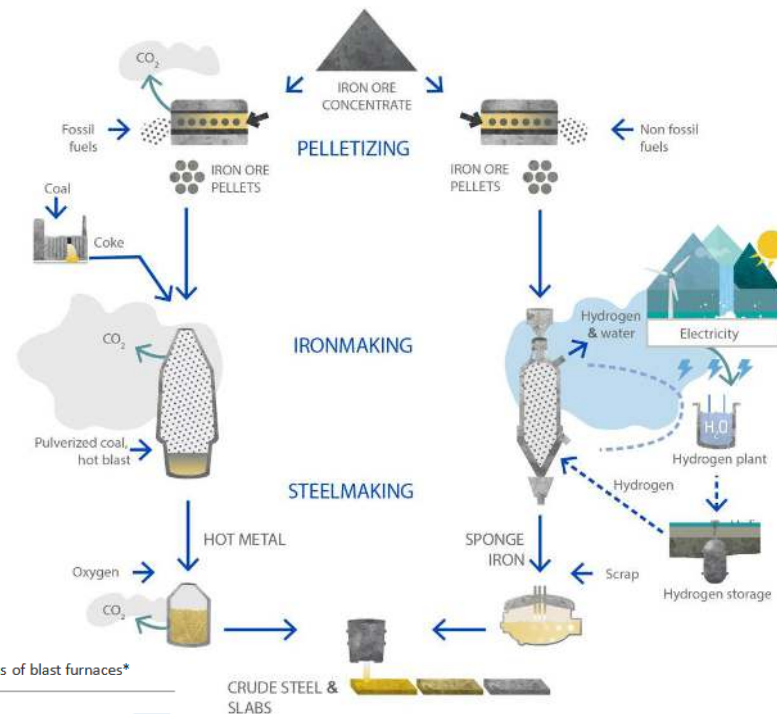 CO2
IRON ORE
CONCENTRATE
Fossil
fuels
PELLETIZING
Non fossil
fuels
IRON ORE
PELLETS
IRON ORE
PELLETS
Coal
Coke
CO2
IRONMAKING
Hydrogen
& water
Electricity
Pulverized coal,
hot blast
H2O
Hydrogen plant
STEELMAKING
Hydrogen
HOT METAL
SPONGE
IRON
Oxygen
Scrap
Hydrogen storage
CO2
s of blast furnaces*
CRUDE STEEL &
SLABS